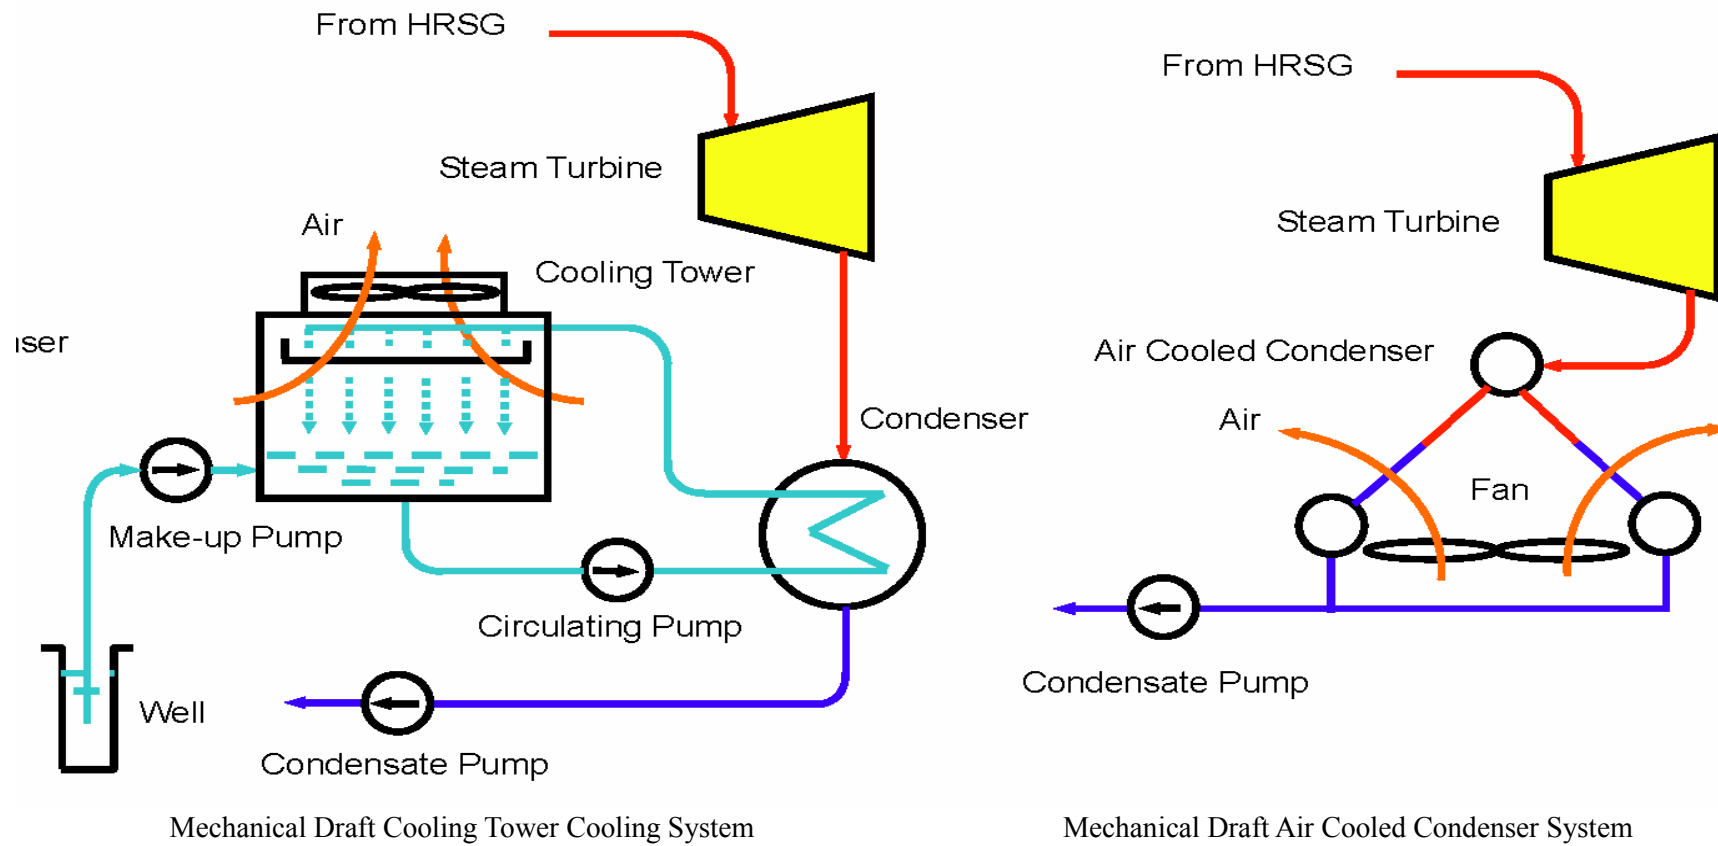 From HRSG
Steam Turbine
Air
Cooling Tower
Condenser
Make-up Pump
Circulating Pump
Well
Condensate Pump
Mechanical Draft Cooling Tower Cooling System
From HRSG
Steam Turbine
Air Cooled Condenser
Air
Fan
Condensate Pump
Mechanical Draft Air Cooled Condenser System